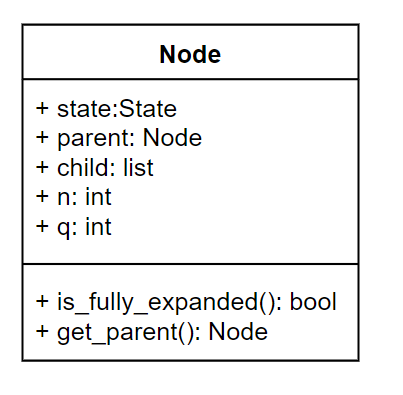 Node
+ state:State
+ parent: Node
+ child: list
+ n: int
+ q: int
+ is_fully_expanded(): bool
+ get_parent(): Node